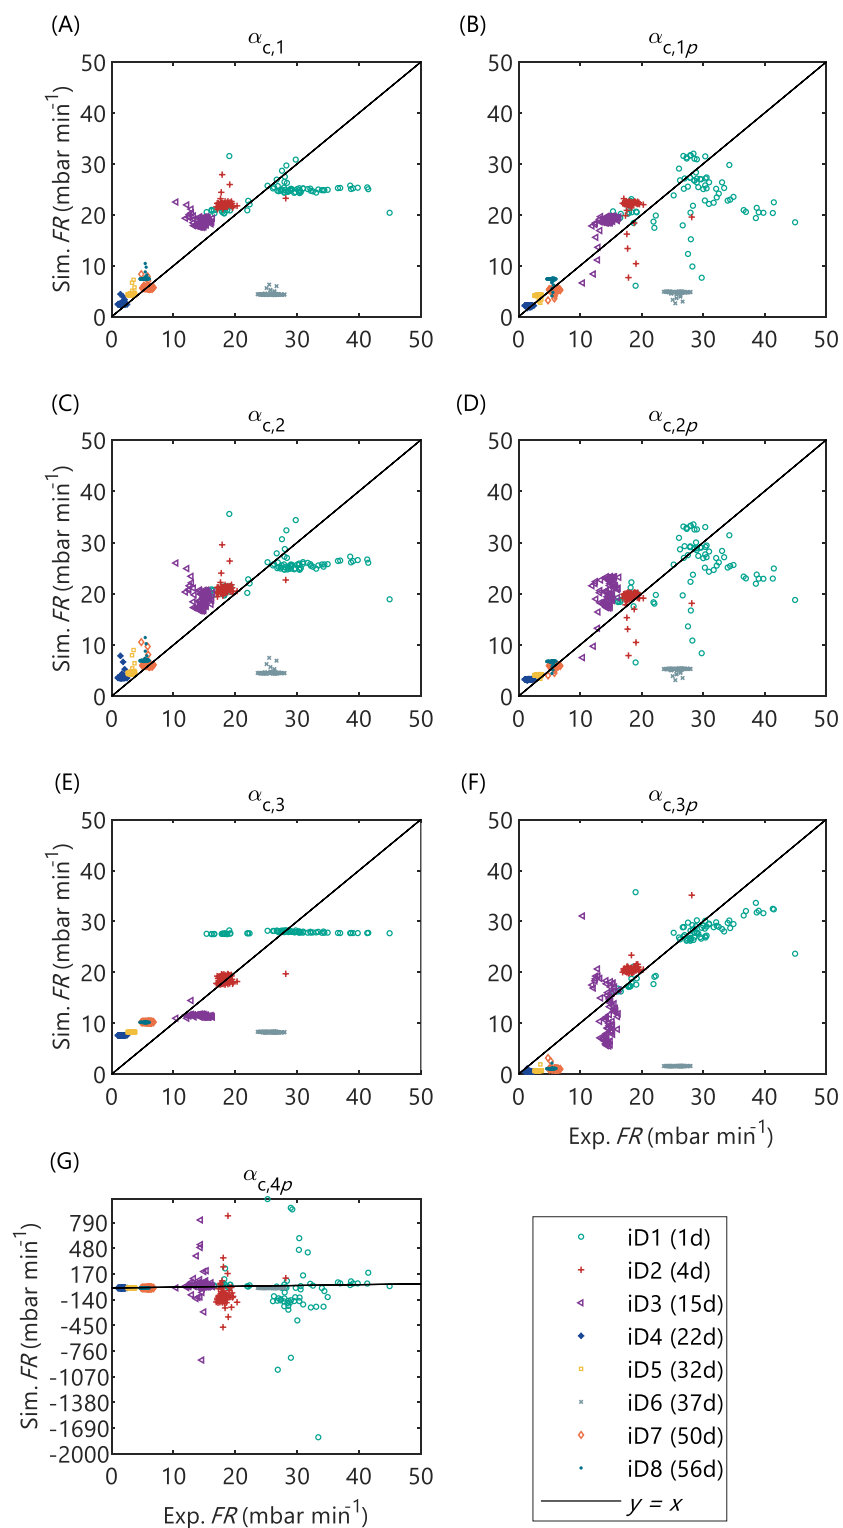 (A)
αc,1
50
40
30
20
10
0
Sim. FR (mbar min-1)
0 10 20 30 40 50
(B)
αc,1p
50
40
30
20
10
0
0 10 20 30 40 50
(C)
αc,2
50
40
30
20
10
0
Sim. FR (mbar min-1)
0 10 20 30 40 50
(D)
αc,2p
50
40
30
20
10
0
0 10 20 30 40 50
(E)
αc,3
50
40
30
20
10
0
Sim. FR (mbar min-1)
0 10 20 30 40 50
(F)
αc,3p
50
40
30
20
10
0
0 10 20 30 40 50
Exp. FR (mbar min-1)
(G)
αc,4p
790
480
170
-140
-450
-760
-1070
-1380
-1690
-2000
Sim. FR (mbar min-1)
0 10 20 30 40 50
Exp. FR (mbar min-1)
iD1 (1d)
iD2 (4d)
iD3 (15d)
iD4 (22d)
iD5 (32d)
iD6 (37d)
iD7 (50d)
iD8 (56d)
y = x